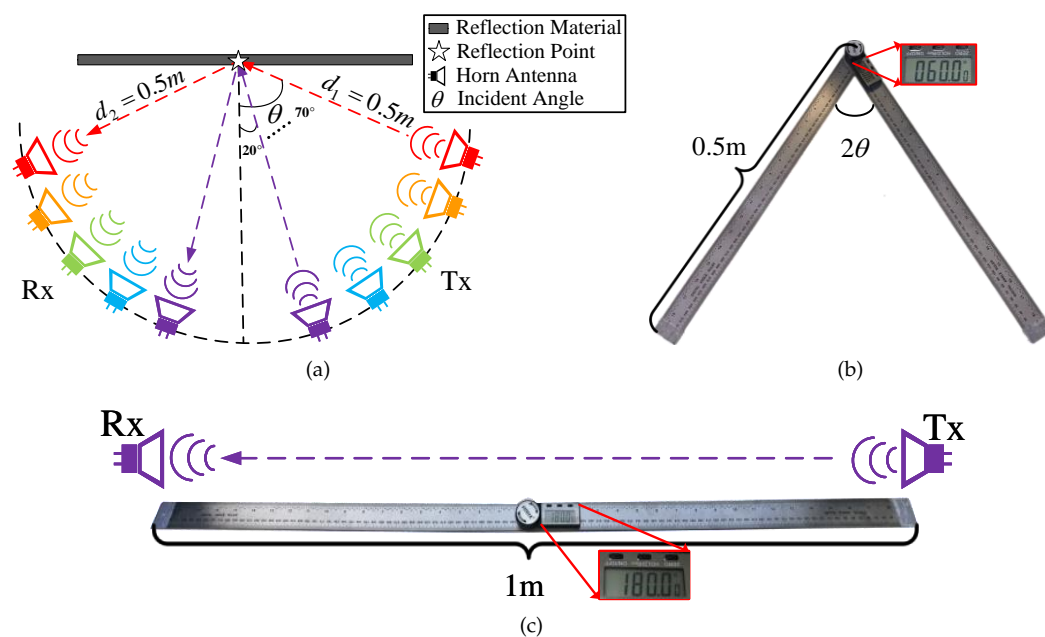 Reflection Material
Reflection Point
Horn Antenna
θ Incident Angle
d₂ = 0.5m
d₁ = 0.5m
θ
70°
20°
Rx
Tx
(a)
060.0°
0.5m
2θ
(b)
Rx
Tx
180.0°
1m
(c)